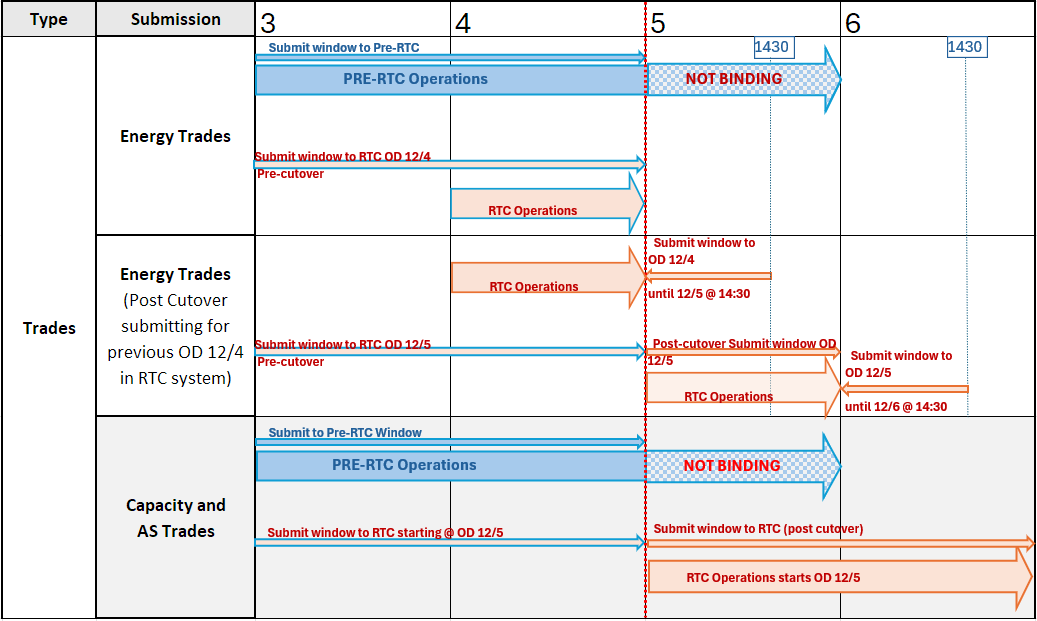 Type
Submission
3
4
5
6
Submit window to Pre-RTC
1430
1430
PRE-RTC Operations
NOT BINDING
Energy Trades
Submit window to RTC OD 12/4
Pre-cutover
RTC Operations
Trades
Energy Trades
(Post Cutover
submitting for
previous OD 12/4
in RTC system)
Submit window to
OD 12/4
RTC Operations
until 12/5 @ 14:30
Submit window to RTC OD 12/5
Pre-cutover
Post-cutover Submit window OD
12/5
Submit window to
OD 12/5
RTC Operations
until 12/6 @ 14:30
Capacity and
AS Trades
Submit to Pre-RTC Window
PRE-RTC Operations
NOT BINDING
Submit window to RTC starting @ OD 12/5
Submit window to RTC (post cutover)
RTC Operations starts OD 12/5